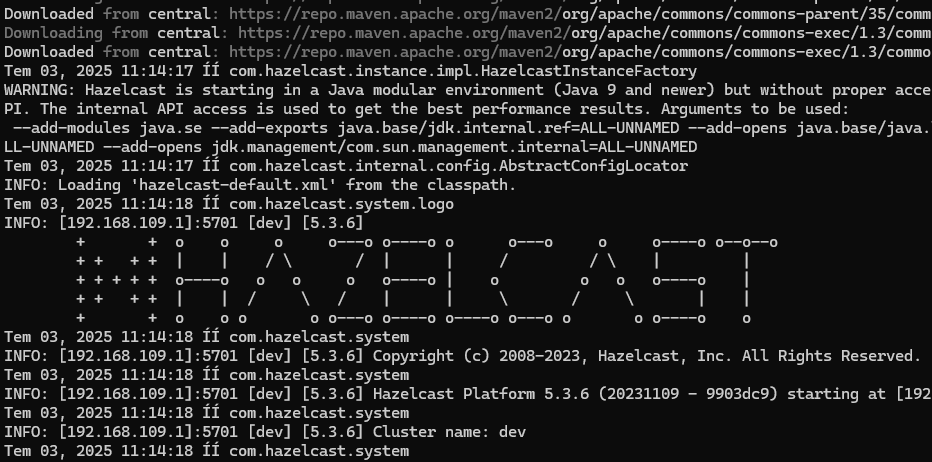 Downloaded from central: https://repo.maven.apache.org/maven2/org/apache/commons/commons-parent/35/comm
Downloading from central: https://repo.maven.apache.org/maven2/org/apache/commons/commons-exec/1.3/commo
Downloaded from central: https://repo.maven.apache.org/maven2/org/apache/commons/commons-exec/1.3/commo
Tem 03, 2025 11:14:17 ÍÍ com.hazelcast.instance.impl.HazelcastInstanceFactory
WARNING: Hazelcast is starting in a Java modular environment (Java 9 and newer) but without proper acce
PI. The internal API access is used to get the best performance results. Arguments to be used:
 --add-modules java.se --add-exports java.base/jdk.internal.ref=ALL-UNNAMED --add-opens java.base/java.
LL-UNNAMED --add-opens jdk.management/com.sun.management.internal=ALL-UNNAMED
Tem 03, 2025 11:14:17 ÍÍ com.hazelcast.internal.config.AbstractConfigLocator
INFO: Loading 'hazelcast-default.xml' from the classpath.
Tem 03, 2025 11:14:18 ÍÍ com.hazelcast.system.logo
INFO: [192.168.109.1]:5701 [dev] [5.3.6]
        +       +  o    o     o     o---o o----o o      o---o     o     o----o o--o--o
        + +   + +  |    |    / \       /  |      |     /         / \    |         |
        + + + + +  o----o   o   o     o   o----o |    o         o   o   o----o    |
        + +   + +  |    |  /     \   /    |      |     \       /     \       |    |
        +       +  o    o o       o o---o o----o o----o o---o o       o o----o    o
Tem 03, 2025 11:14:18 ÍÍ com.hazelcast.system
INFO: [192.168.109.1]:5701 [dev] [5.3.6] Copyright (c) 2008-2023, Hazelcast, Inc. All Rights Reserved.
Tem 03, 2025 11:14:18 ÍÍ com.hazelcast.system
INFO: [192.168.109.1]:5701 [dev] [5.3.6] Hazelcast Platform 5.3.6 (20231109 - 9903dc9) starting at [192
Tem 03, 2025 11:14:18 ÍÍ com.hazelcast.system
INFO: [192.168.109.1]:5701 [dev] [5.3.6] Cluster name: dev
Tem 03, 2025 11:14:18 ÍÍ com.hazelcast.system